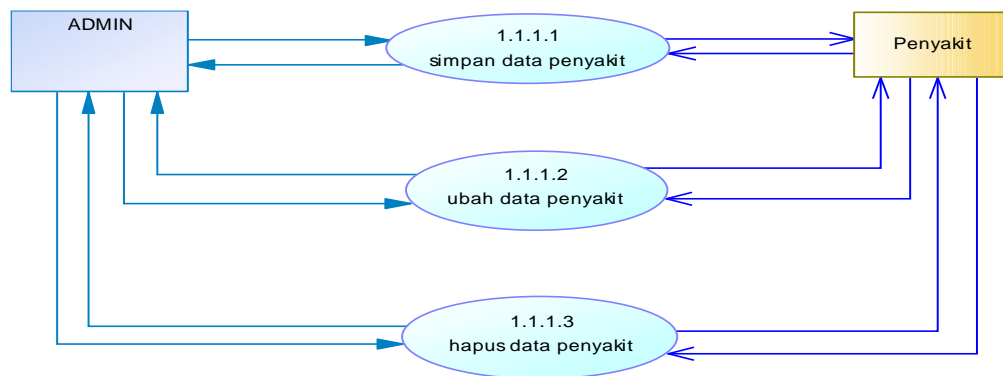 ADMIN
1.1.1.1
simpan data penyakit
Penyakit
1.1.1.2
ubah data penyakit
1.1.1.3
hapus data penyakit